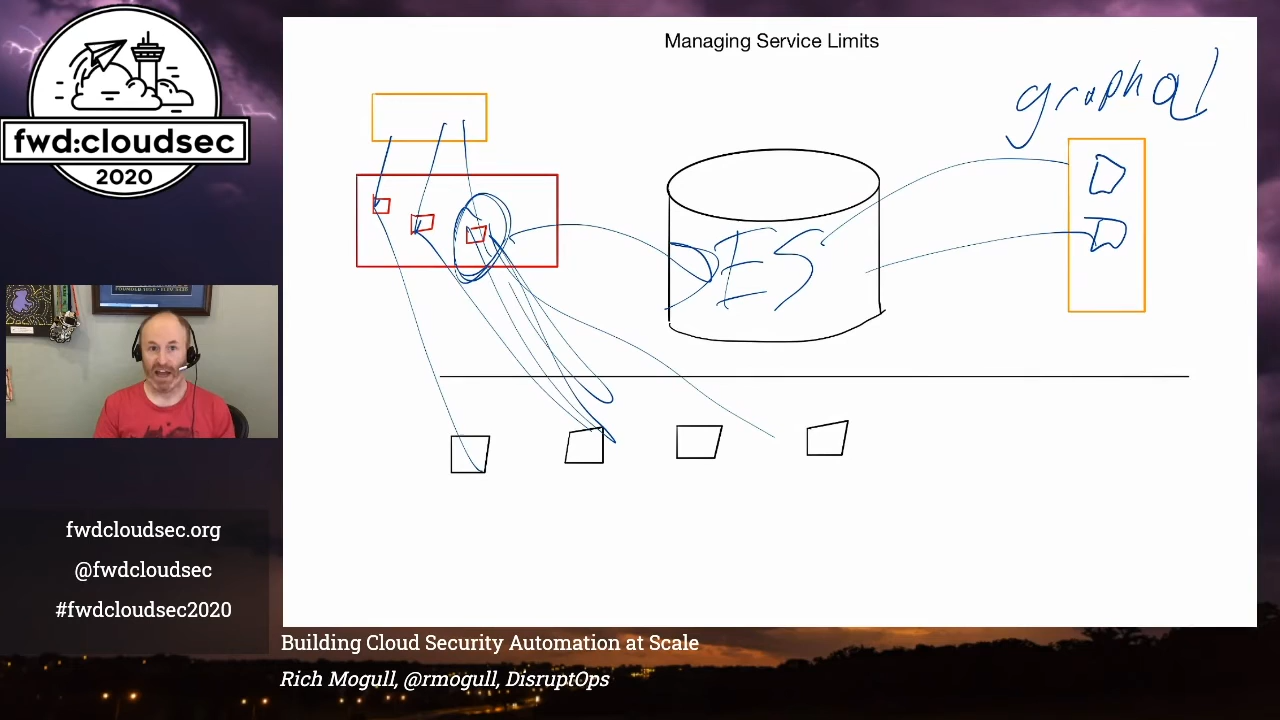 Managing Service Limits
graphql
DES
fwd:cloudsec
2020
fwdcloudsec.org
@fwdcloudsec
#fwdcloudsec2020
Building Cloud Security Automation at Scale
Rich Mogull, @rmogull, DisruptOps